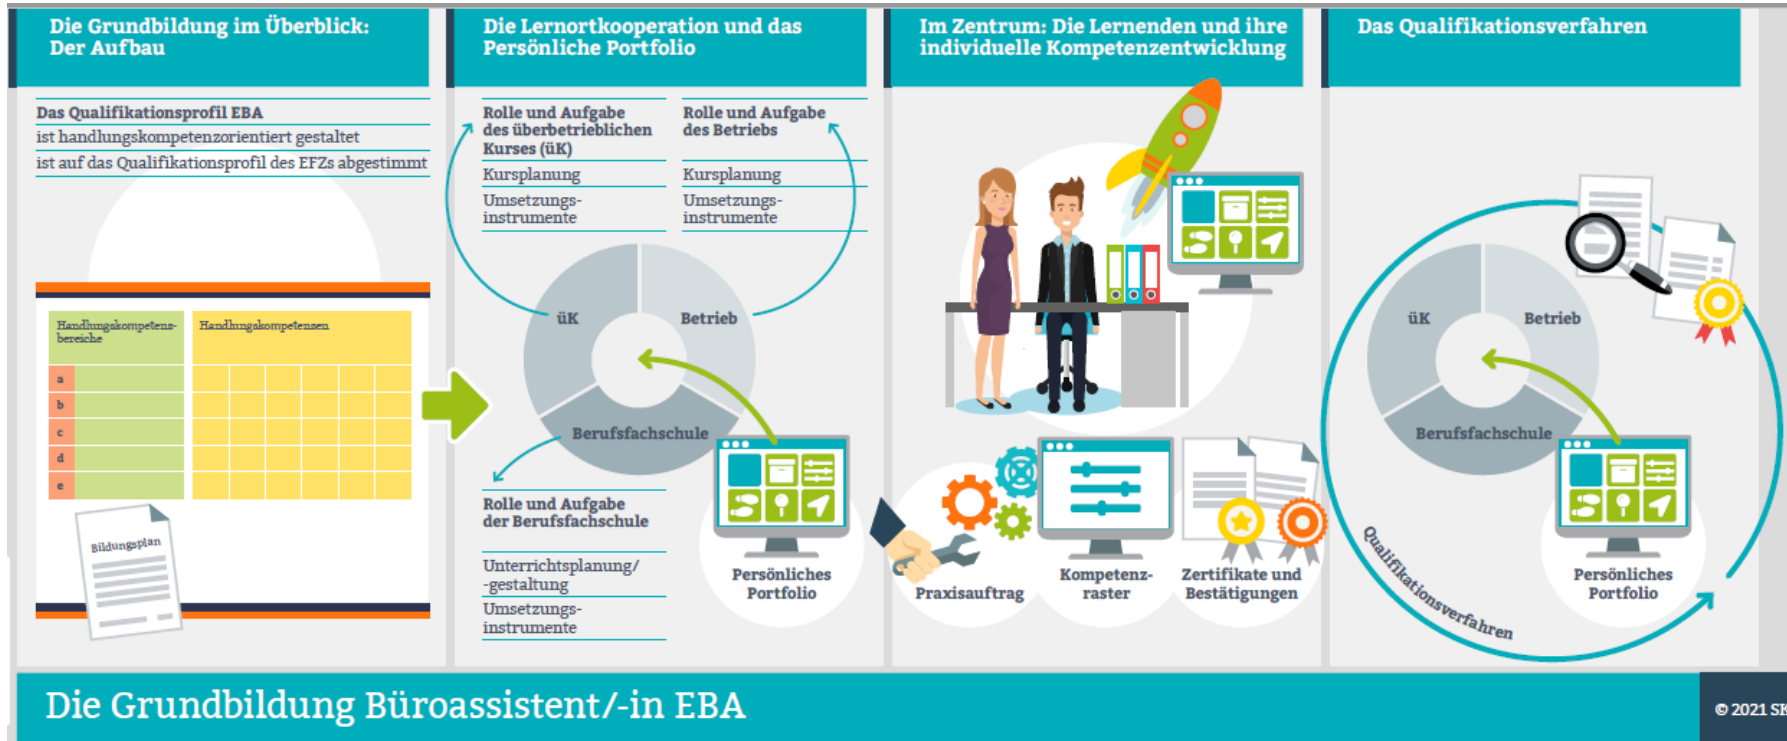 Die Grundbildung im Überblick:
Der Aufbau
Das Qualifikationsprofil EBA
ist handlungskompetenzorientiert gestaltet
ist auf das Qualifikationsprofil des EFZs abgestimmt
Handlungskompetenz-
bereiche
Handlungskompetenzen
a
b
c
d
e
Bildungsplan
Die Lernortkooperation und das
Persönliche Portfolio
Rolle und Aufgabe
des überbetrieblichen
Kurses (üK)
Kursplanung
Umsetzungs-
instrumente
Rolle und Aufgabe
des Betriebs
Kursplanung
Umsetzungs-
instrumente
üK
Betrieb
Berufsfachschule
Rolle und Aufgabe
der Berufsfachschule
Unterrichtsplanung/
-gestaltung
Umsetzungs-
instrumente
Persönliches
Portfolio
Im Zentrum: Die Lernenden und ihre
individuelle Kompetenzentwicklung
Praxisauftrag
Kompetenz-
raster
Zertifikate und
Bestätigungen
Das Qualifikationsverfahren
üK
Betrieb
Berufsfachschule
Persönliches
Portfolio
Qualifikationsverfahren
Die Grundbildung Büroassistent/-in EBA
© 2021 SK